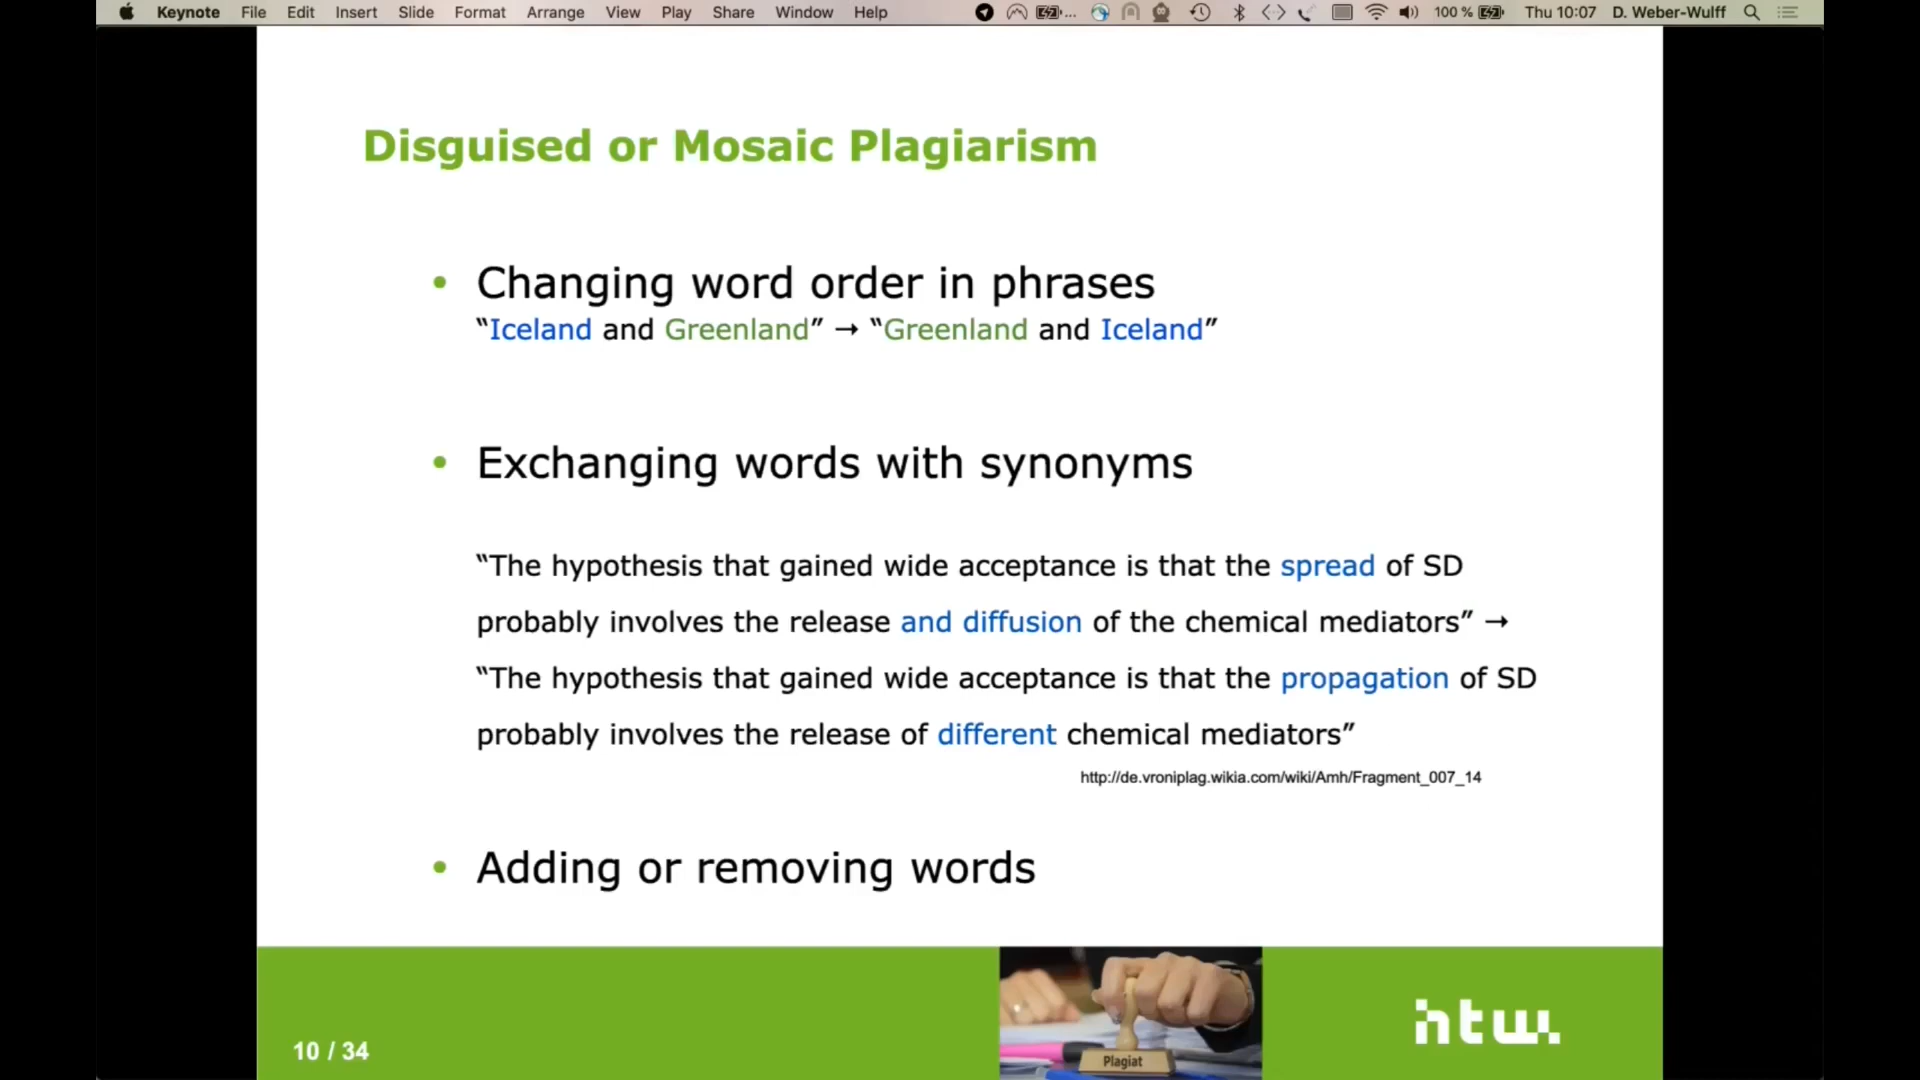 Keynote File Edit Insert Slide Format Arrange View Play Share Window Help 100 % Thu 10:07 D. Weber-Wulff
Disguised or Mosaic Plagiarism
• Changing word order in phrases
“Iceland and Greenland” → “Greenland and Iceland”
• Exchanging words with synonyms
“The hypothesis that gained wide acceptance is that the spread of SD
probably involves the release and diffusion of the chemical mediators” →
“The hypothesis that gained wide acceptance is that the propagation of SD
probably involves the release of different chemical mediators”
http://de.vroniplag.wikia.com/wiki/Amh/Fragment_007_14
• Adding or removing words
10 / 34
Plagiat
htw.